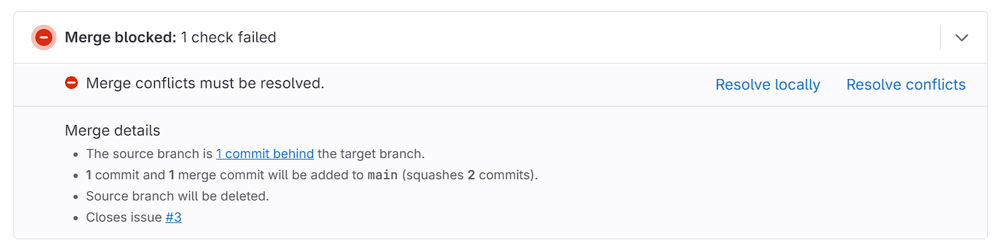 Merge blocked: 1 check failed
Merge conflicts must be resolved. Resolve locally Resolve conflicts
Merge details
The source branch is 1 commit behind the target branch.
1 commit and 1 merge commit will be added to main (squashes 2 commits).
Source branch will be deleted.
Closes issue #3